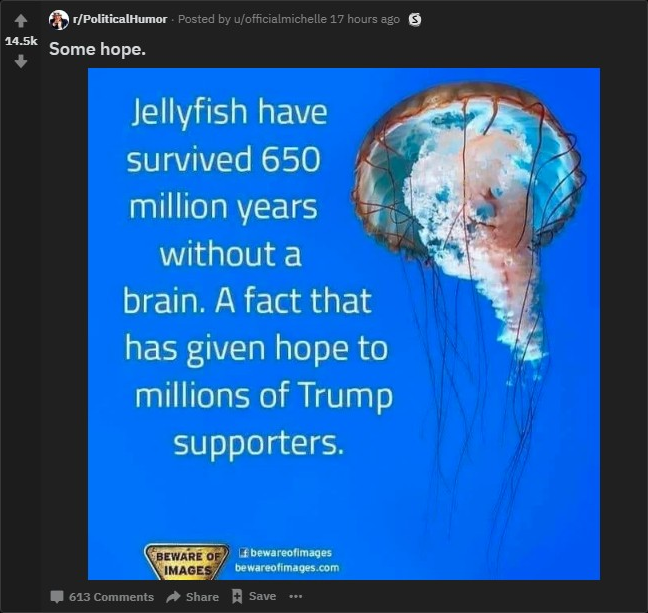 r/PoliticalHumor · Posted by u/officialmichelle 17 hours ago
14.5k
Some hope.
Jellyfish have
survived 650
million years
without a
brain. A fact that
has given hope to
millions of Trump
supporters.
BEWARE OF
IMAGES
bewareofimages
bewareofimages.com
613 Comments Share Save